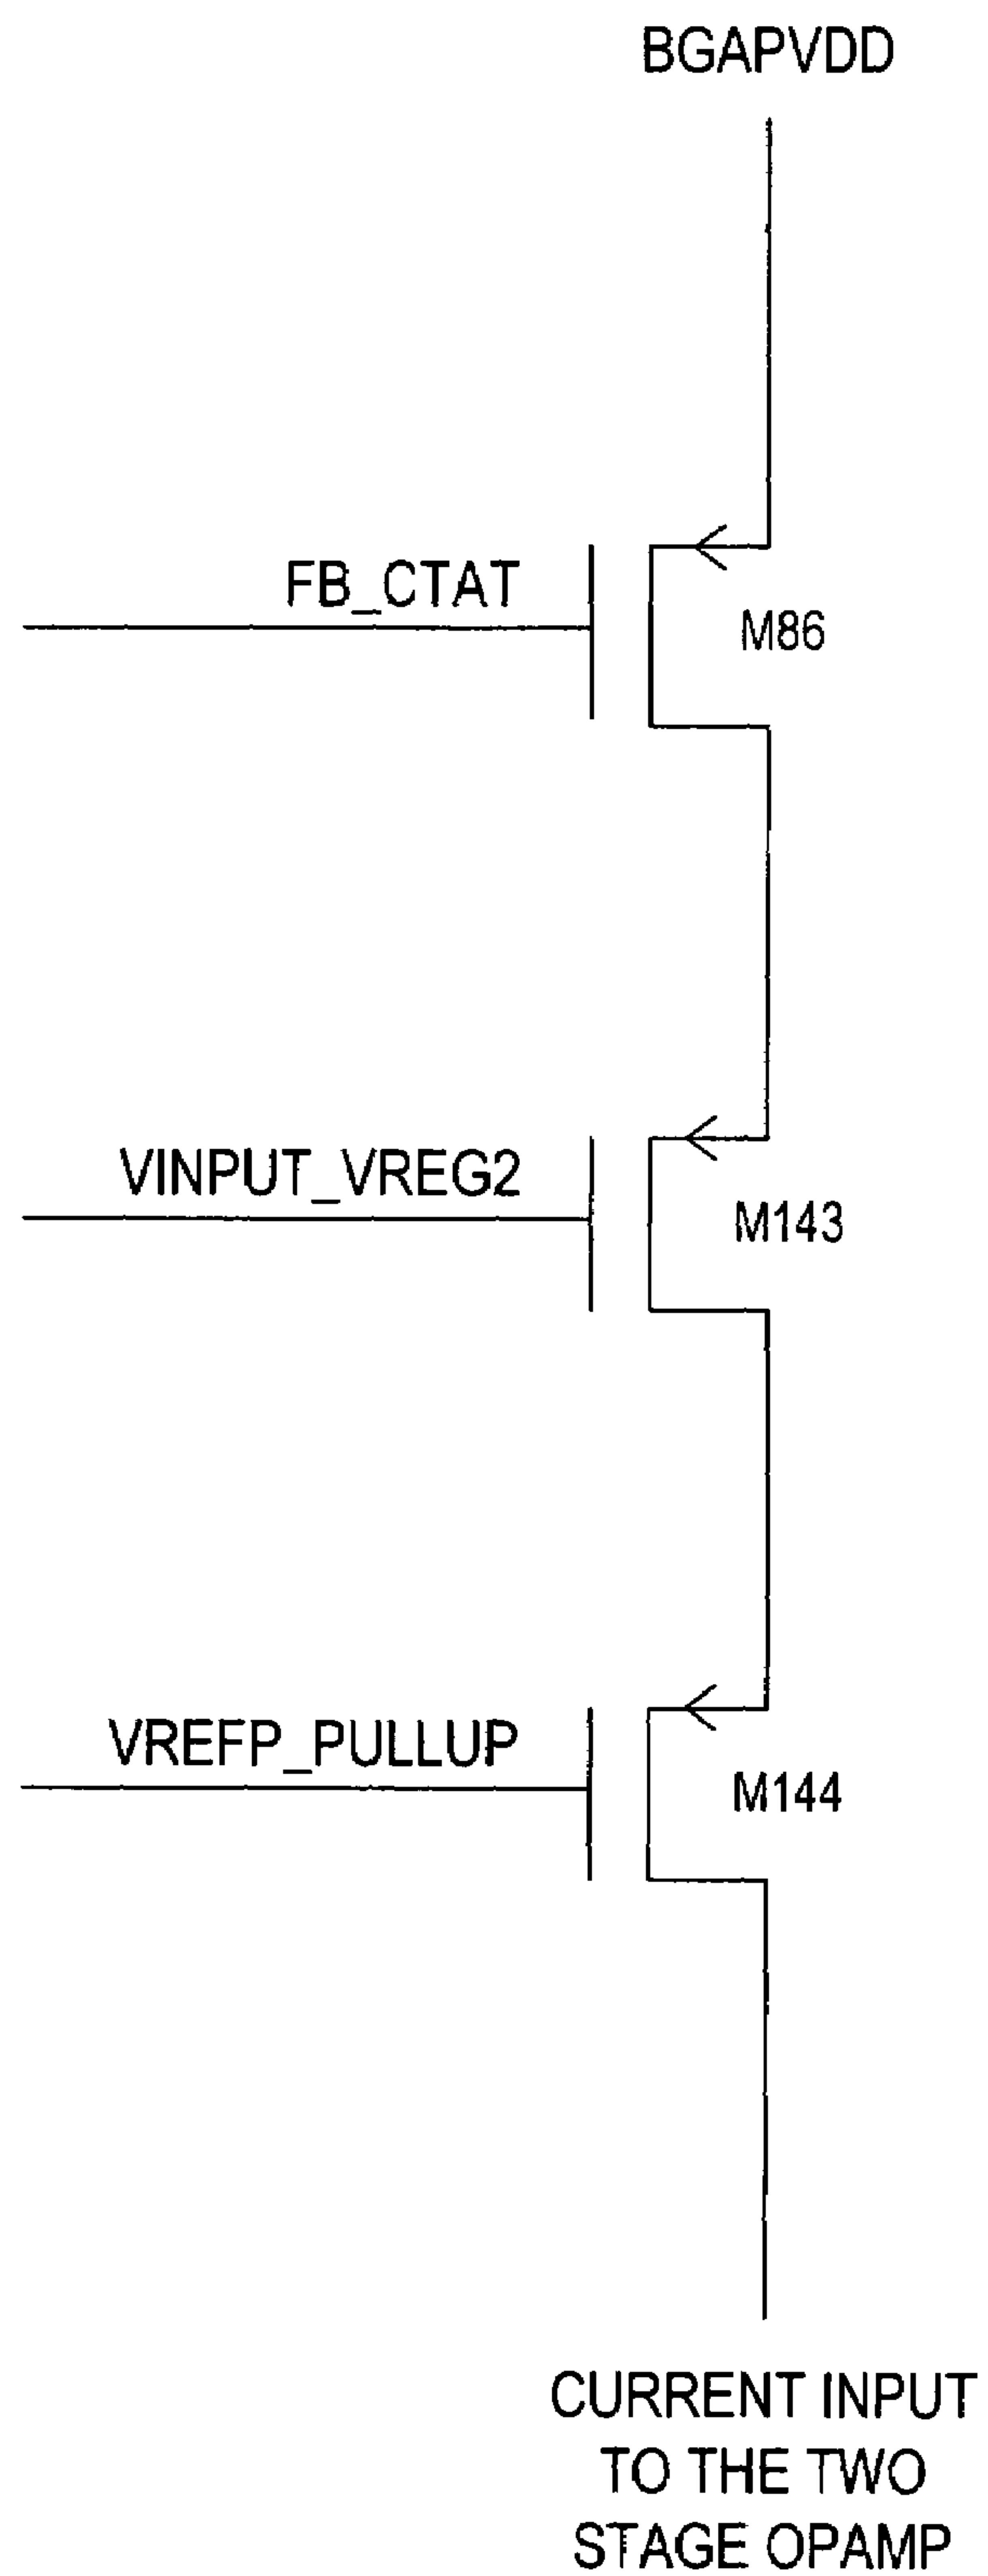 BGAPVDD
FB_CTAT
M86
VINPUT_VREG2
M143
VREFP_PULLUP
M144
CURRENT INPUT
TO THE TWO
STAGE OPAMP